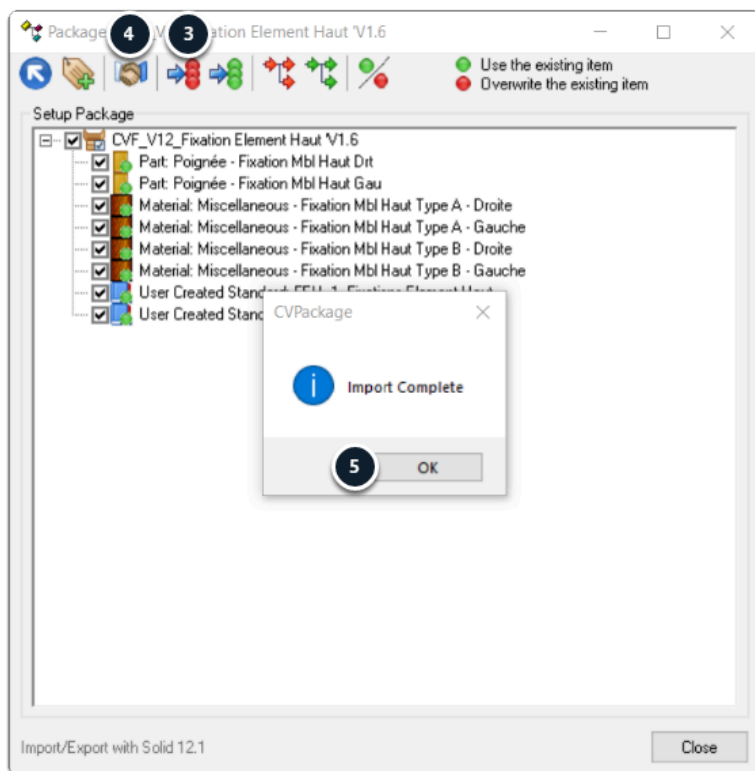 Package 4 _V 3 ation Element Haut 'V1.6
Use the existing item
Overwrite the existing item
Setup Package
CVF_V12_Fixation Element Haut 'V1.6
Part: Poignée - Fixation Mbl Haut Drt
Part: Poignée - Fixation Mbl Haut Gau
Material: Miscellaneous - Fixation Mbl Haut Type A - Droite
Material: Miscellaneous - Fixation Mbl Haut Type A - Gauche
Material: Miscellaneous - Fixation Mbl Haut Type B - Droite
Material: Miscellaneous - Fixation Mbl Haut Type B - Gauche
User Created Standard: FEH_1_Fixations Element Haut
User Created Stand
CVPackage
Import Complete
5 OK
Import/Export with Solid 12.1
Close